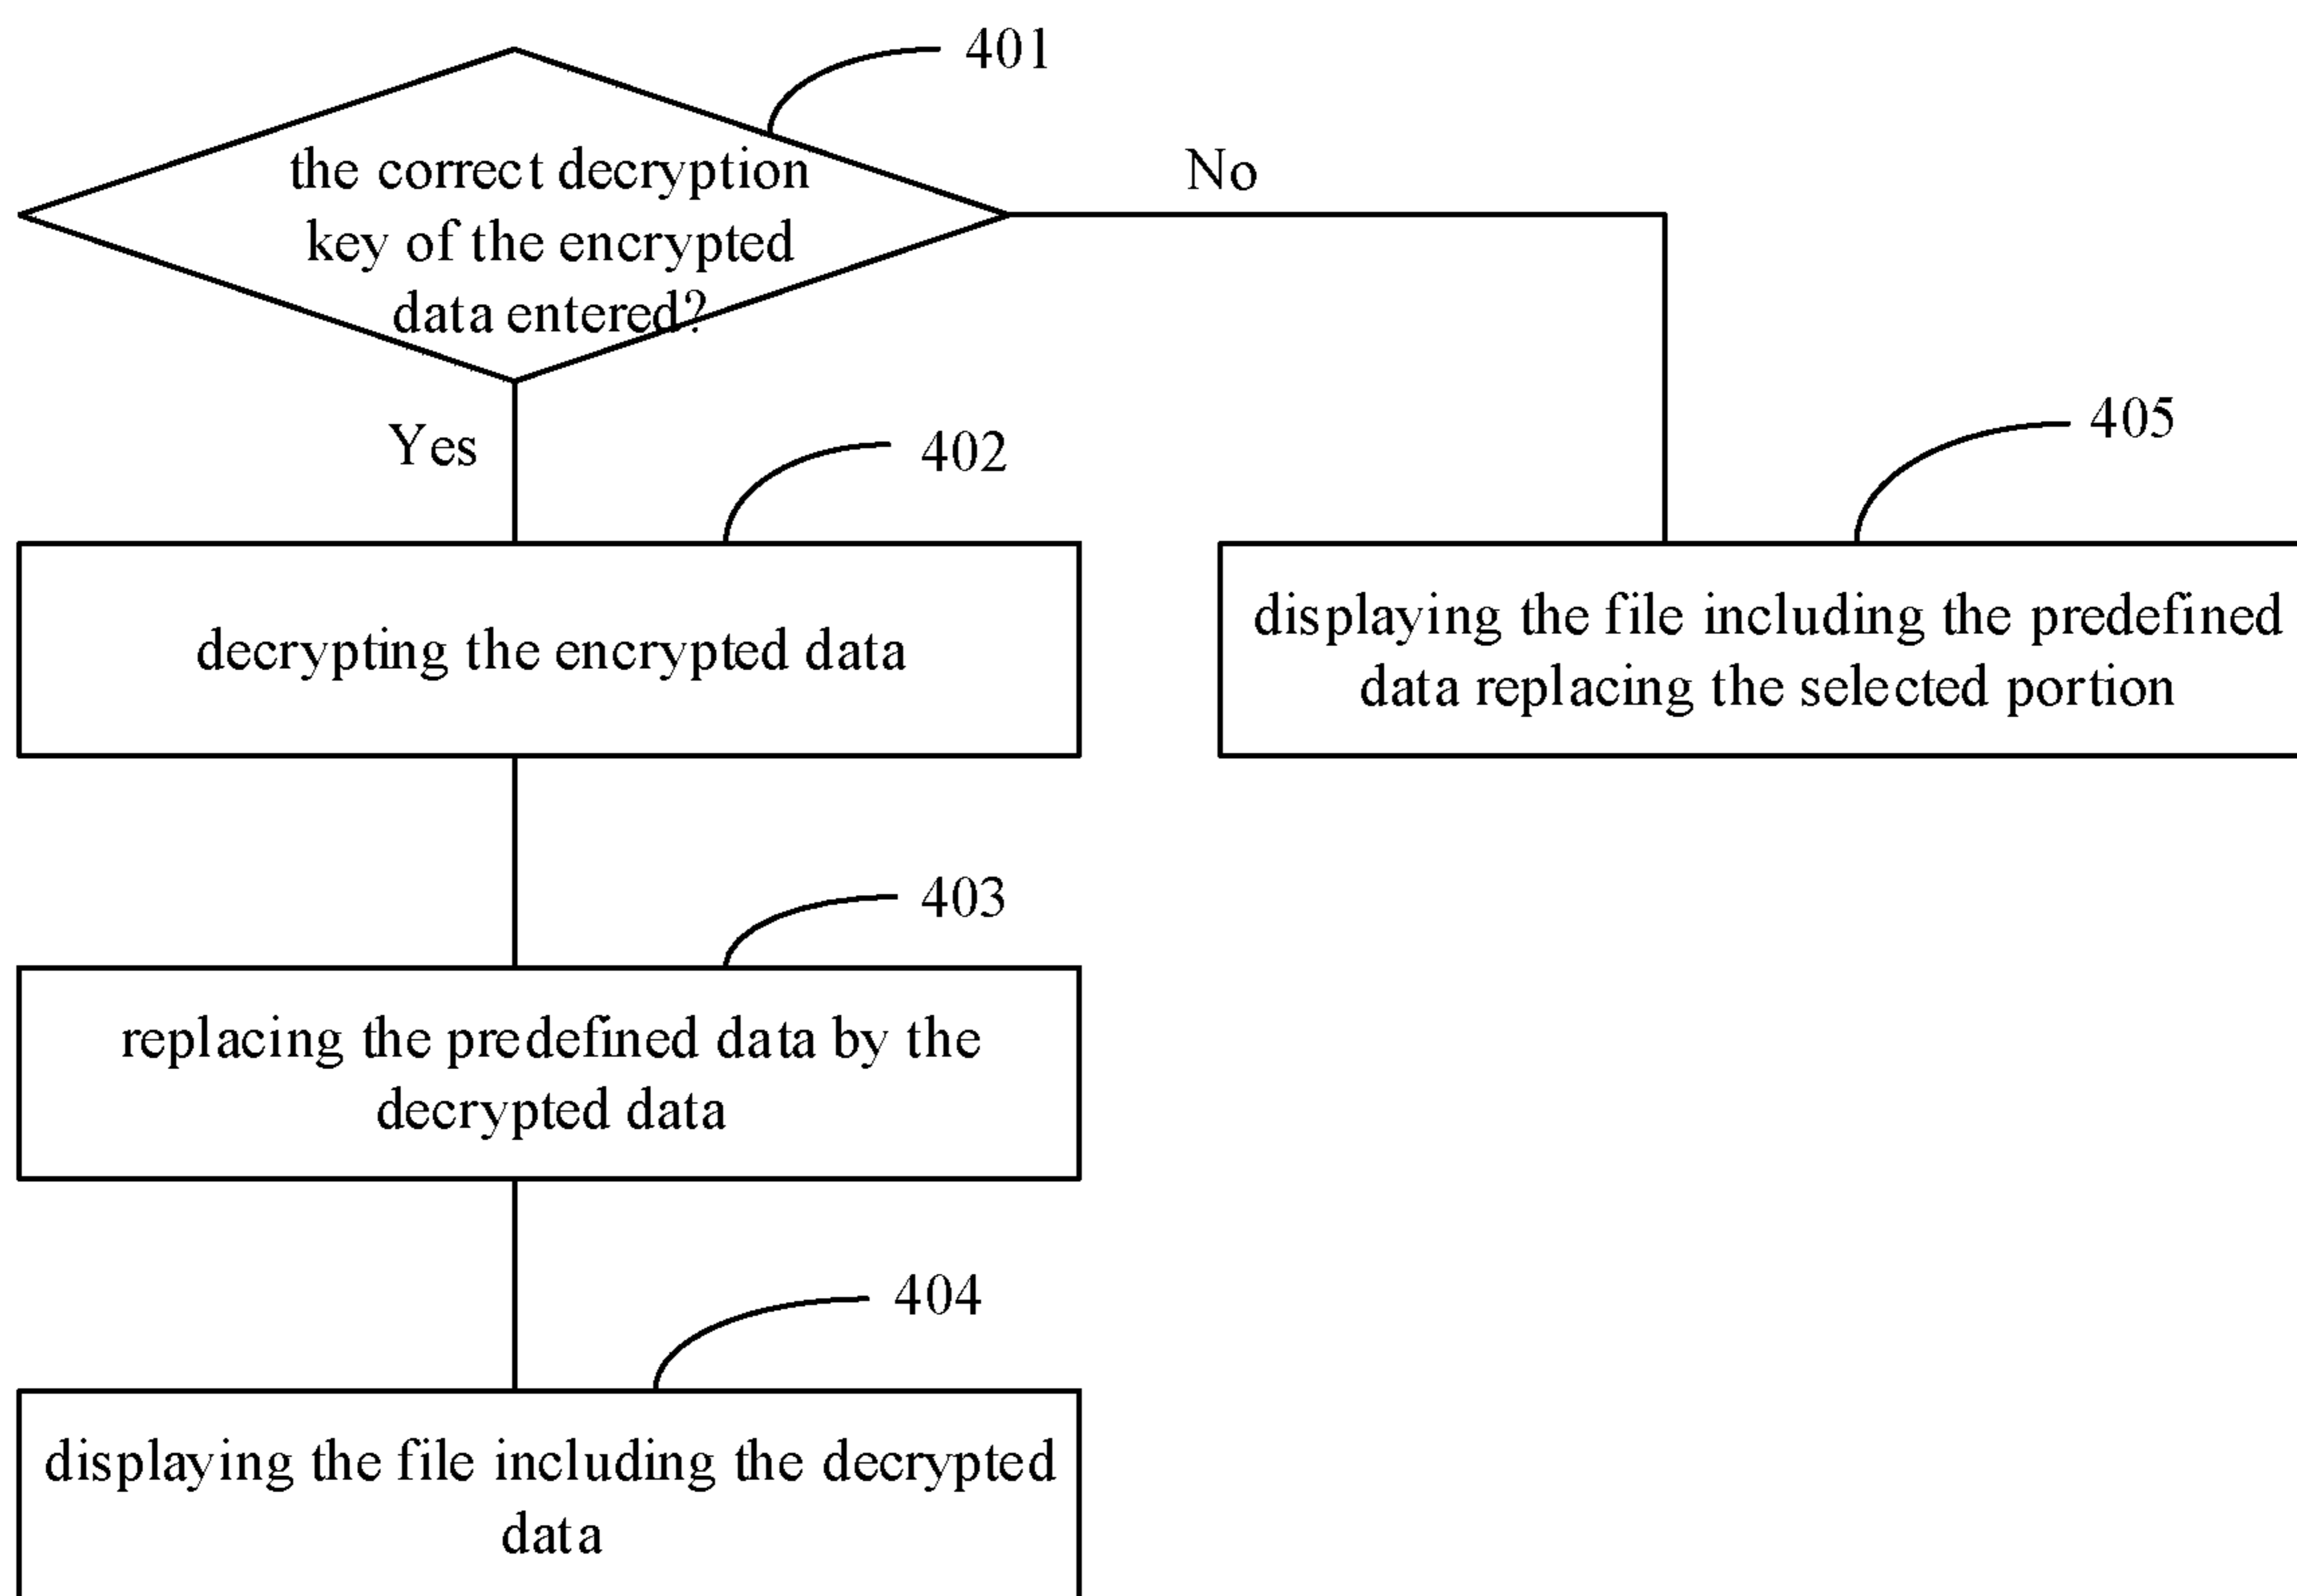 401
the correct decryption
key of the encrypted
data entered?
No
Yes
402
405
decrypting the encrypted data
displaying the file including the predefined
data replacing the selected portion
403
replacing the predefined data by the
decrypted data
404
displaying the file including the decrypted
data